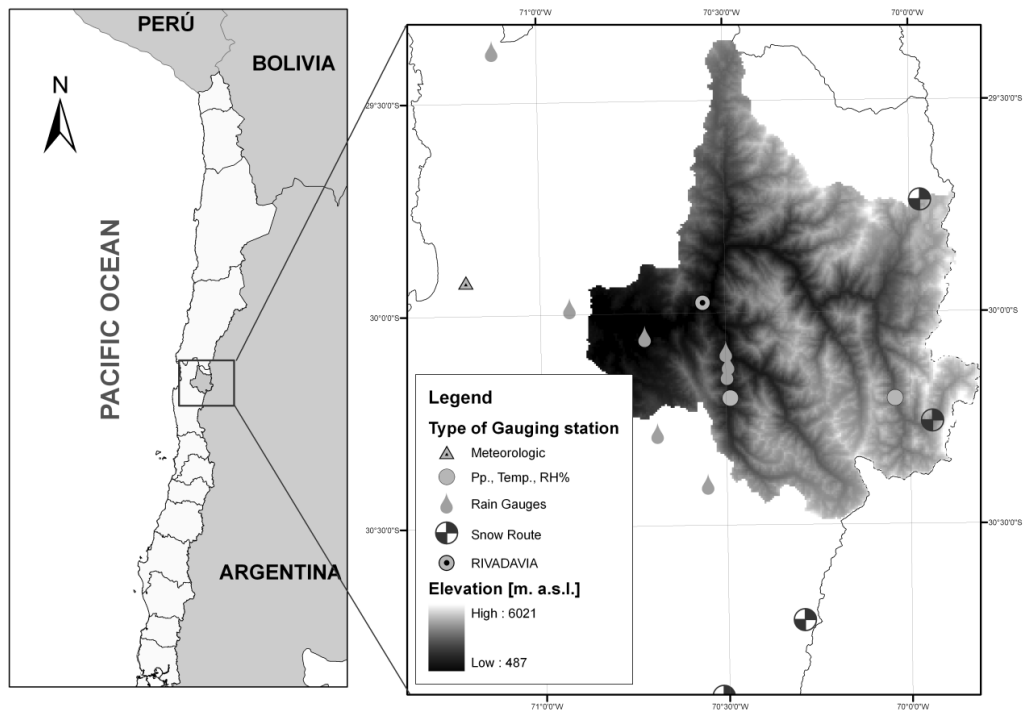 PERÚ
BOLIVIA
N
PACIFIC OCEAN
ARGENTINA
71°0'0"W
70°30'0"W
70°0'0"W
29°30'0"S
29°30'0"S
30°0'0"S
30°0'0"S
30°30'0"S
30°30'0"S
Legend
Type of Gauging station
Meteorologic
Pp., Temp., RH%
Rain Gauges
Snow Route
RIVADAVIA
Elevation [m. a.s.l.]
High : 6021
Low : 487
71°0'0"W
70°30'0"W
70°0'0"W